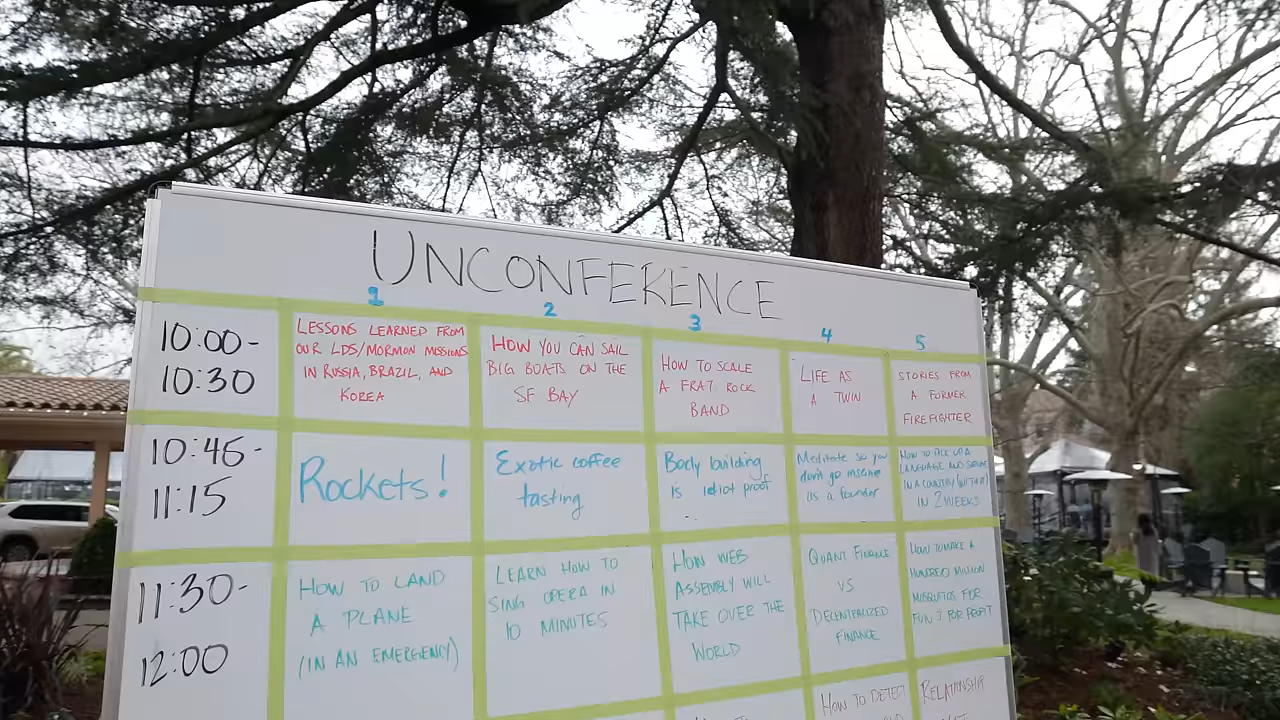 UNCONFERENCE
1 2 3 4 5
10:00-
10:30
LESSONS LEARNED FROM
OUR LDS/MORMON MISSIONS
IN RUSSIA, BRAZIL, AND
KOREA
HOW YOU CAN SAIL
BIG BOATS ON THE
SF BAY
HOW TO SCALE
A FRAT ROCK
BAND
LIFE AS
A TWIN
STORIES FROM
A FORMER
FIREFIGHTER
10:45-
11:15
Rockets!
Exotic coffee
tasting
Body building
is idiot proof
Meditate so you
don't go insane
as a founder
HOW TO PICK UP A
LANGUAGE AND
IN A COUNTRY
IN 2 WEEKS
11:30-
12:00
HOW TO LAND
A PLANE
(IN AN EMERGENCY)
LEARN HOW TO
SING OPERA IN
10 MINUTES
HOW WEB
ASSEMBLY WILL
TAKE OVER THE
WORLD
QUANT FINANCE
VS
DECENTRALIZED
FINANCE
HOW TO MAKE A
HUNDRED MILLION
MOSQUITOS FOR
FUN & FOR PROFIT
HOW TO
HOW TO DETECT
RELATIONSHIP